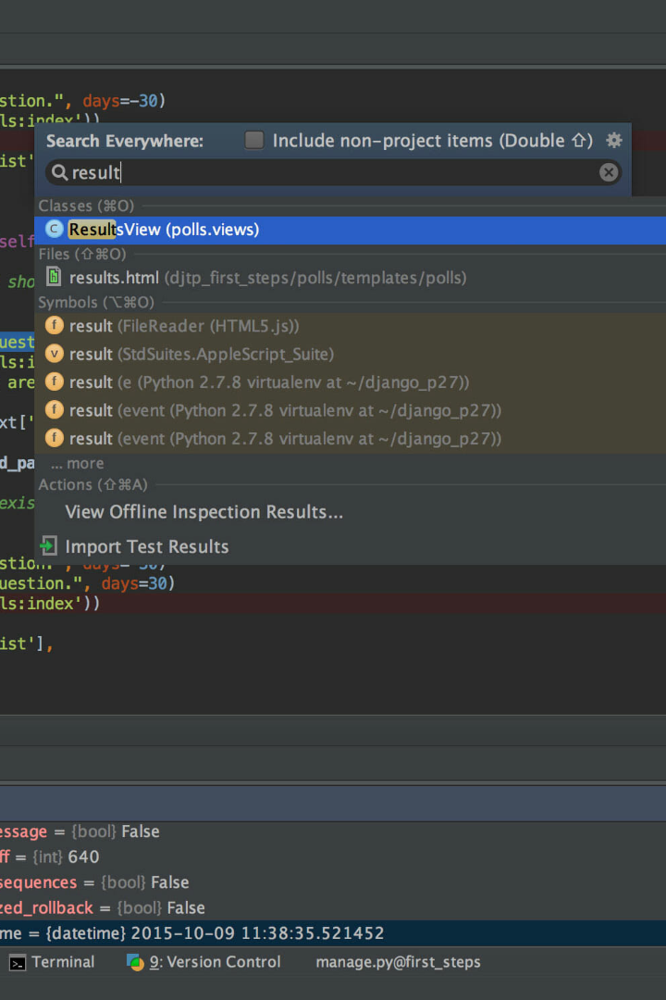 stion.", days=-30)
ls:index'))
Search Everywhere: Include non-project items (Double ⇧)
ist'
result
Classes (⌘O)
ResultsView (polls.views)
self
Files (⇧⌘O)
results.html (djtp_first_steps/polls/templates/polls)
sho
Symbols (⌥⌘O)
result (FileReader (HTML5.js))
uest
result (StdSuites.AppleScript_Suite)
ls:i
result (e (Python 2.7.8 virtualenv at ~/django_p27))
are
result (event (Python 2.7.8 virtualenv at ~/django_p27))
xt['
result (event (Python 2.7.8 virtualenv at ~/django_p27))
d_pa
... more
Actions (⇧⌘A)
exis
View Offline Inspection Results...
Import Test Results
stion.", days=-30)
uestion.", days=30)
ls:index'))
ist'],
essage = {bool} False
ff = {int} 640
sequences = {bool} False
zed_rollback = {bool} False
me = {datetime} 2015-10-09 11:38:35.521452
Terminal 9: Version Control manage.py@first_steps